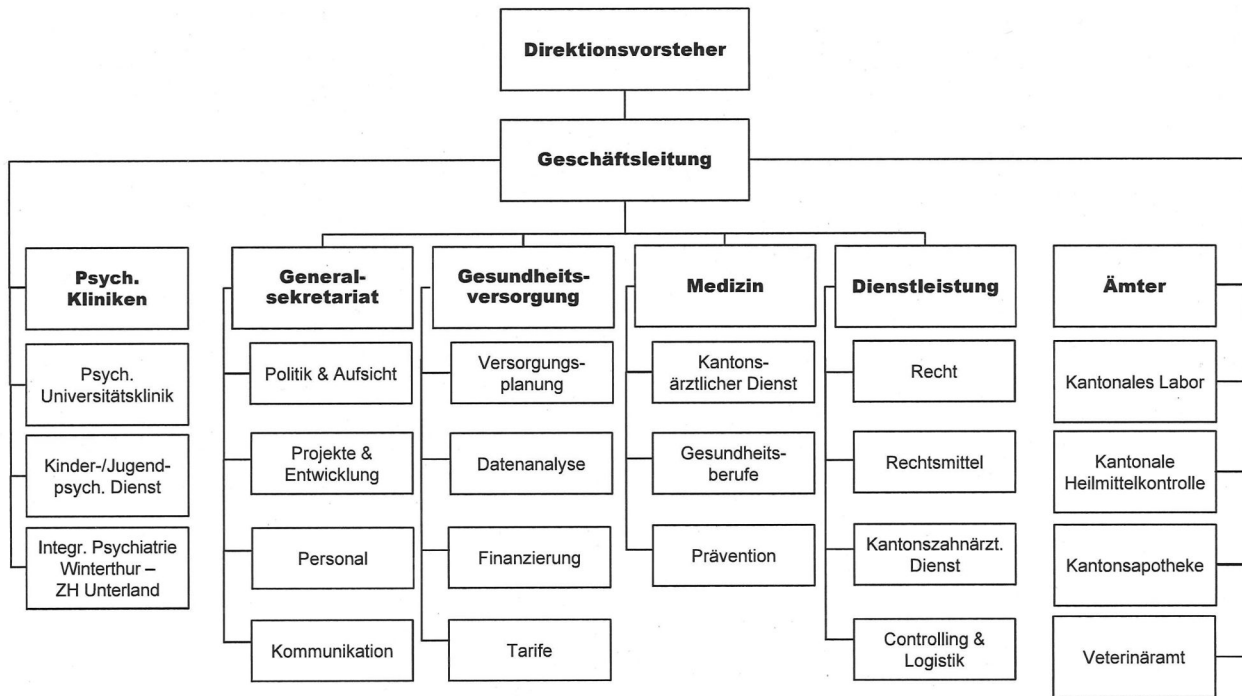 Direktionsvorsteher
Geschäftsleitung
Psych.
Kliniken
Psych.
Universitätsklinik
Kinder-/Jugend-
psych. Dienst
Integr. Psychiatrie
Winterthur –
ZH Unterland
General-
sekretariat
Politik & Aufsicht
Projekte &
Entwicklung
Personal
Kommunikation
Gesundheits-
versorgung
Versorgungs-
planung
Datenanalyse
Finanzierung
Tarife
Medizin
Kantons-
ärztlicher Dienst
Gesundheits-
berufe
Prävention
Dienstleistung
Recht
Rechtsmittel
Kantonszahnärzt.
Dienst
Controlling &
Logistik
Ämter
Kantonales Labor
Kantonale
Heilmittelkontrolle
Kantonsapotheke
Veterinäramt